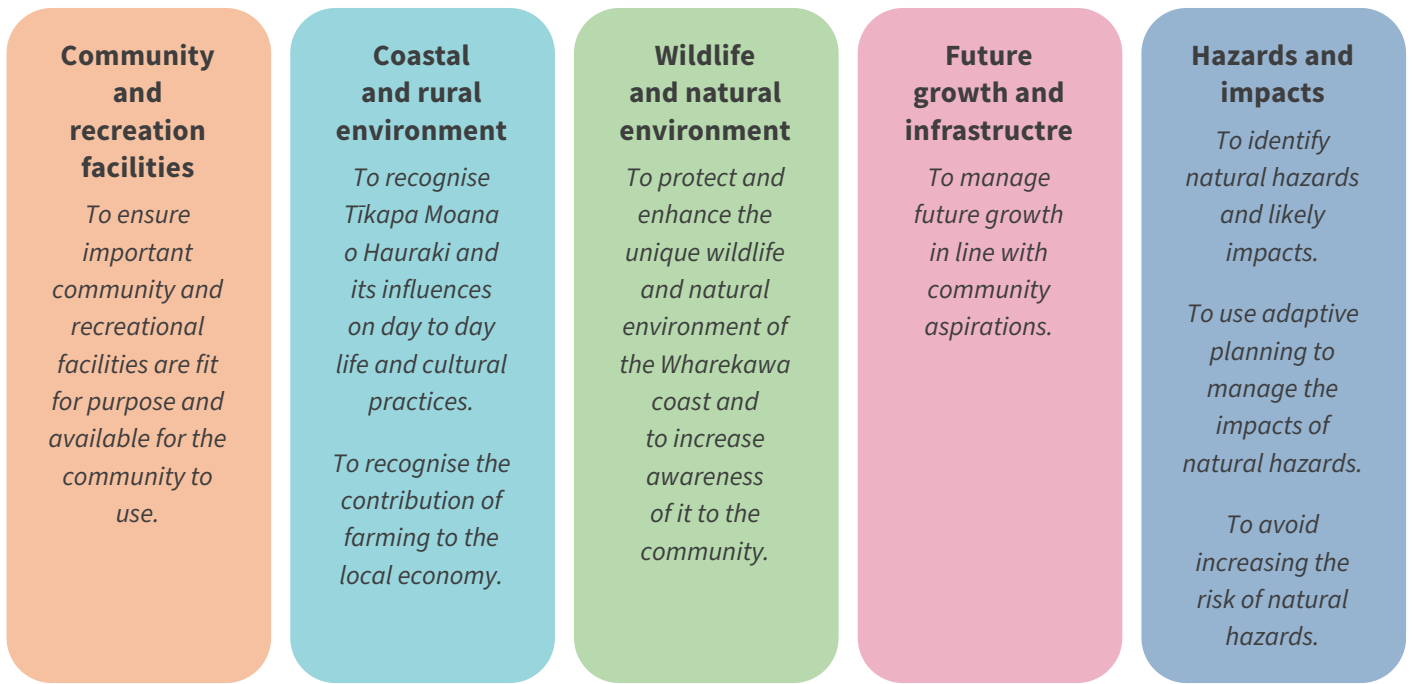 Community
and
recreation
facilities
To ensure
important
community and
recreational
facilities are fit
for purpose and
available for the
community to
use.
Coastal
and rural
environment
To recognise
Tīkapa Moana
o Hauraki and
its influences
on day to day
life and cultural
practices.
To recognise the
contribution of
farming to the
local economy.
Wildlife
and natural
environment
To protect and
enhance the
unique wildlife
and natural
environment of
the Wharekawa
coast and
to increase
awareness
of it to the
community.
Future
growth and
infrastructre
To manage
future growth
in line with
community
aspirations.
Hazards and
impacts
To identify
natural hazards
and likely
impacts.
To use adaptive
planning to
manage the
impacts of
natural hazards.
To avoid
increasing the
risk of natural
hazards.